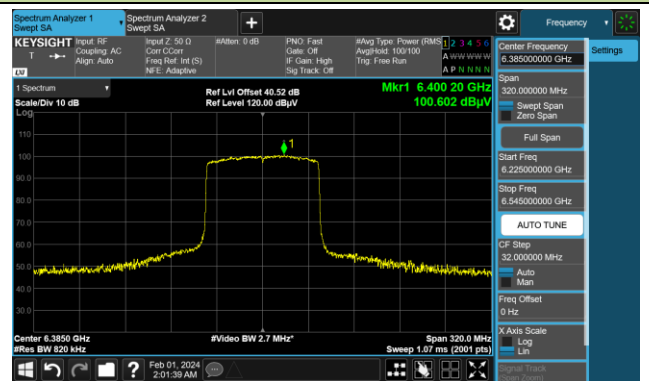 Spectrum Analyzer 1
Swept SA
Spectrum Analyzer 2
Swept SA
+
Frequency
KEYSIGHT
T
LXI
Input: RF
Coupling: AC
Align: Auto
Input Z: 50 Ω
Corr CCorr
Freq Ref: Int (S)
NFE: Adaptive
#Atten: 0 dB
PNO: Fast
Gate: Off
IF Gain: High
Sig Track: Off
#Avg Type: Power (RMS
Avg|Hold: 100/100
Trig: Free Run
1 2 3 4 5 6
A W W W W W
A P N N N N
1 Spectrum
Scale/Div 10 dB
Log
Ref Lvl Offset 40.52 dB
Ref Level 120.00 dBµV
Mkr1 6.400 20 GHz
100.602 dBµV
110
100
90.0
80.0
70.0
60.0
50.0
40.0
30.0
1
Center 6.3850 GHz
#Res BW 820 kHz
#Video BW 2.7 MHz*
Span 320.0 MHz
Sweep 1.07 ms (2001 pts)
Center Frequency
6.385000000 GHz
Span
320.000000 MHz
Swept Span
Zero Span
Full Span
Start Freq
6.225000000 GHz
Stop Freq
6.545000000 GHz
AUTO TUNE
CF Step
32.000000 MHz
Auto
Man
Freq Offset
0 Hz
X Axis Scale
Log
Lin
Signal Track
(Span Zoom)
Settings
?
Feb 01, 2024
2:01:39 AM